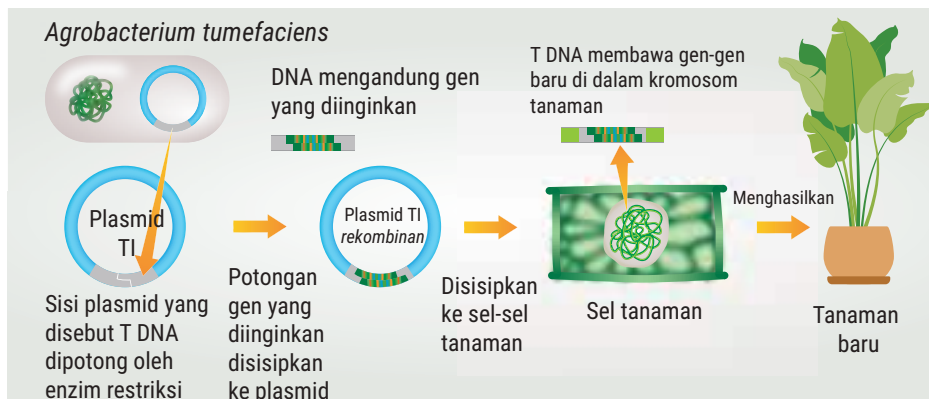 Agrobacterium tumefaciens
DNA mengandung gen
yang diinginkan
T DNA membawa gen-gen
baru di dalam kromosom
tanaman
Plasmid
TI
Sisi plasmid yang
disebut T DNA
dipotong oleh
enzim restriksi
Potongan
gen yang
diinginkan
disisipkan
ke plasmid
Plasmid TI
rekombinan
Disisipkan
ke sel-sel
tanaman
Sel tanaman
Menghasilkan
Tanaman
baru